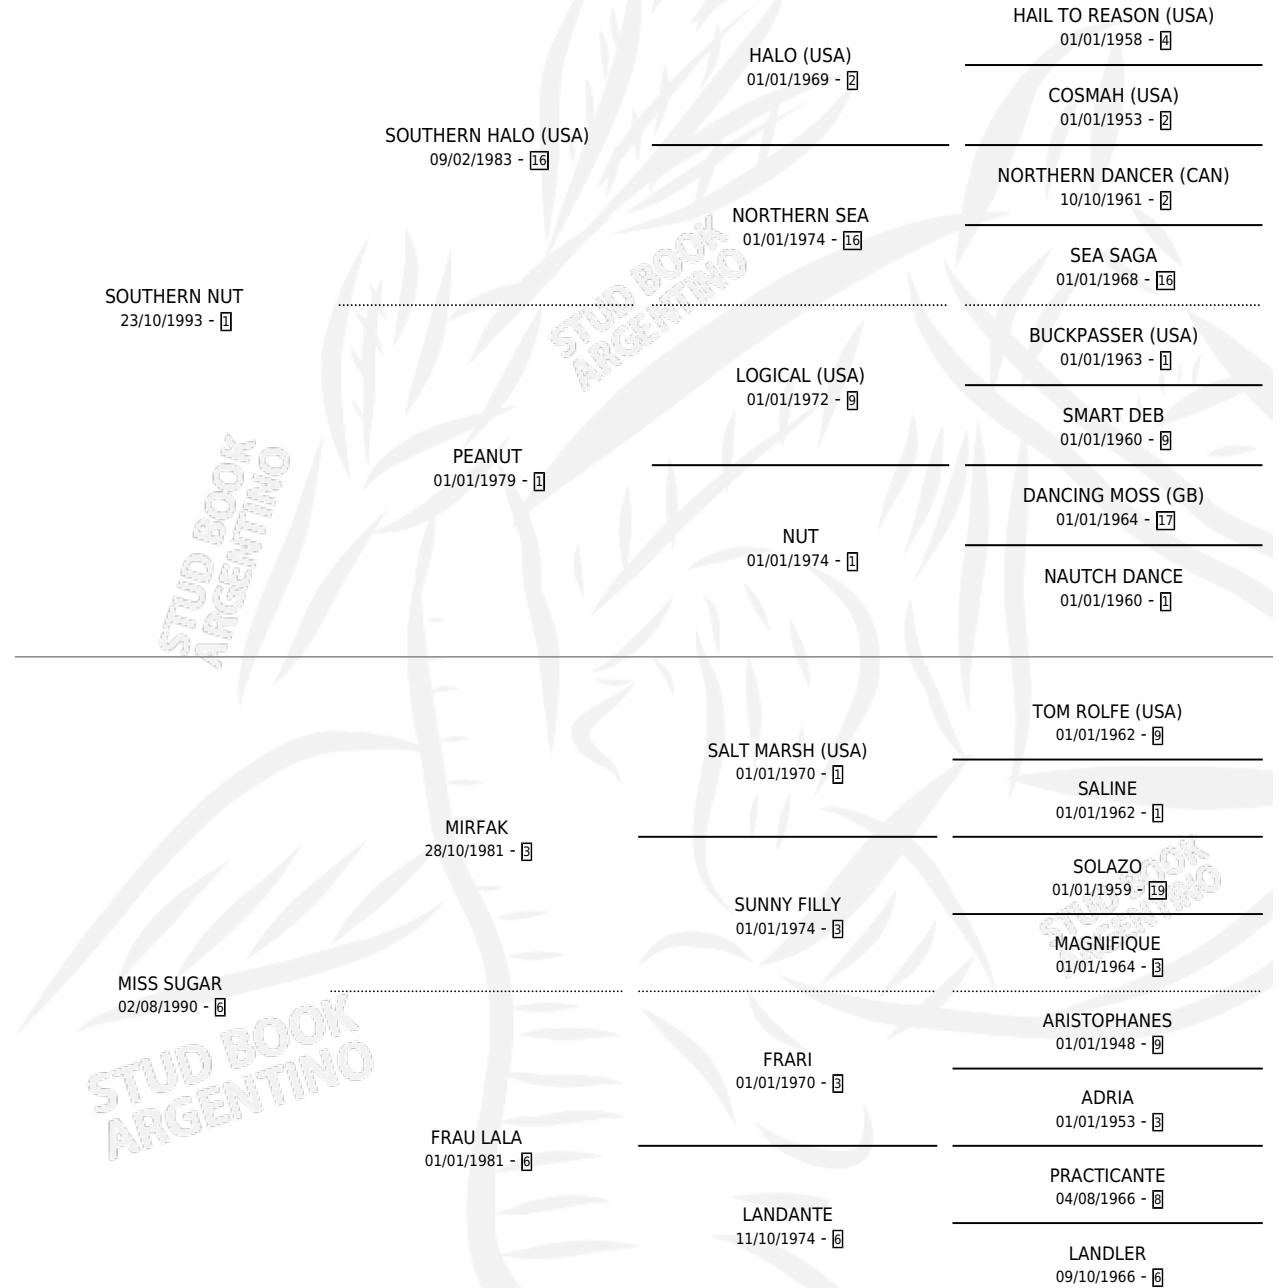 HAIL TO REASON (USA)
01/01/1958 - 4
HALO (USA)
01/01/1969 - 2
COSMAH (USA)
01/01/1953 - 2
SOUTHERN HALO (USA)
09/02/1983 - 16
NORTHERN DANCER (CAN)
10/10/1961 - 2
NORTHERN SEA
01/01/1974 - 16
SEA SAGA
01/01/1968 - 16
SOUTHERN NUT
23/10/1993 - 1
BUCKPASSER (USA)
01/01/1963 - 1
LOGICAL (USA)
01/01/1972 - 9
SMART DEB
01/01/1960 - 9
PEANUT
01/01/1979 - 1
DANCING MOSS (GB)
01/01/1964 - 17
NUT
01/01/1974 - 1
NAUTCH DANCE
01/01/1960 - 1
TOM ROLFE (USA)
01/01/1962 - 9
SALT MARSH (USA)
01/01/1970 - 1
SALINE
01/01/1962 - 1
MIRFAK
28/10/1981 - 3
SOLAZO
01/01/1959 - 19
SUNNY FILLY
01/01/1974 - 3
MAGNIFIQUE
01/01/1964 - 3
MISS SUGAR
02/08/1990 - 6
ARISTOPHANES
01/01/1948 - 9
FRARI
01/01/1970 - 3
ADRIA
01/01/1953 - 3
FRAU LALA
01/01/1981 - 6
PRACTICANTE
04/08/1966 - 8
LANDANTE
11/10/1974 - 6
LANDLER
09/10/1966 - 6
STUD BOOK
ARGENTINO
STUD BOOK
ARGENTINO
STUD BOOK
ARGENTINO
STUD BOOK
ARGENTINO